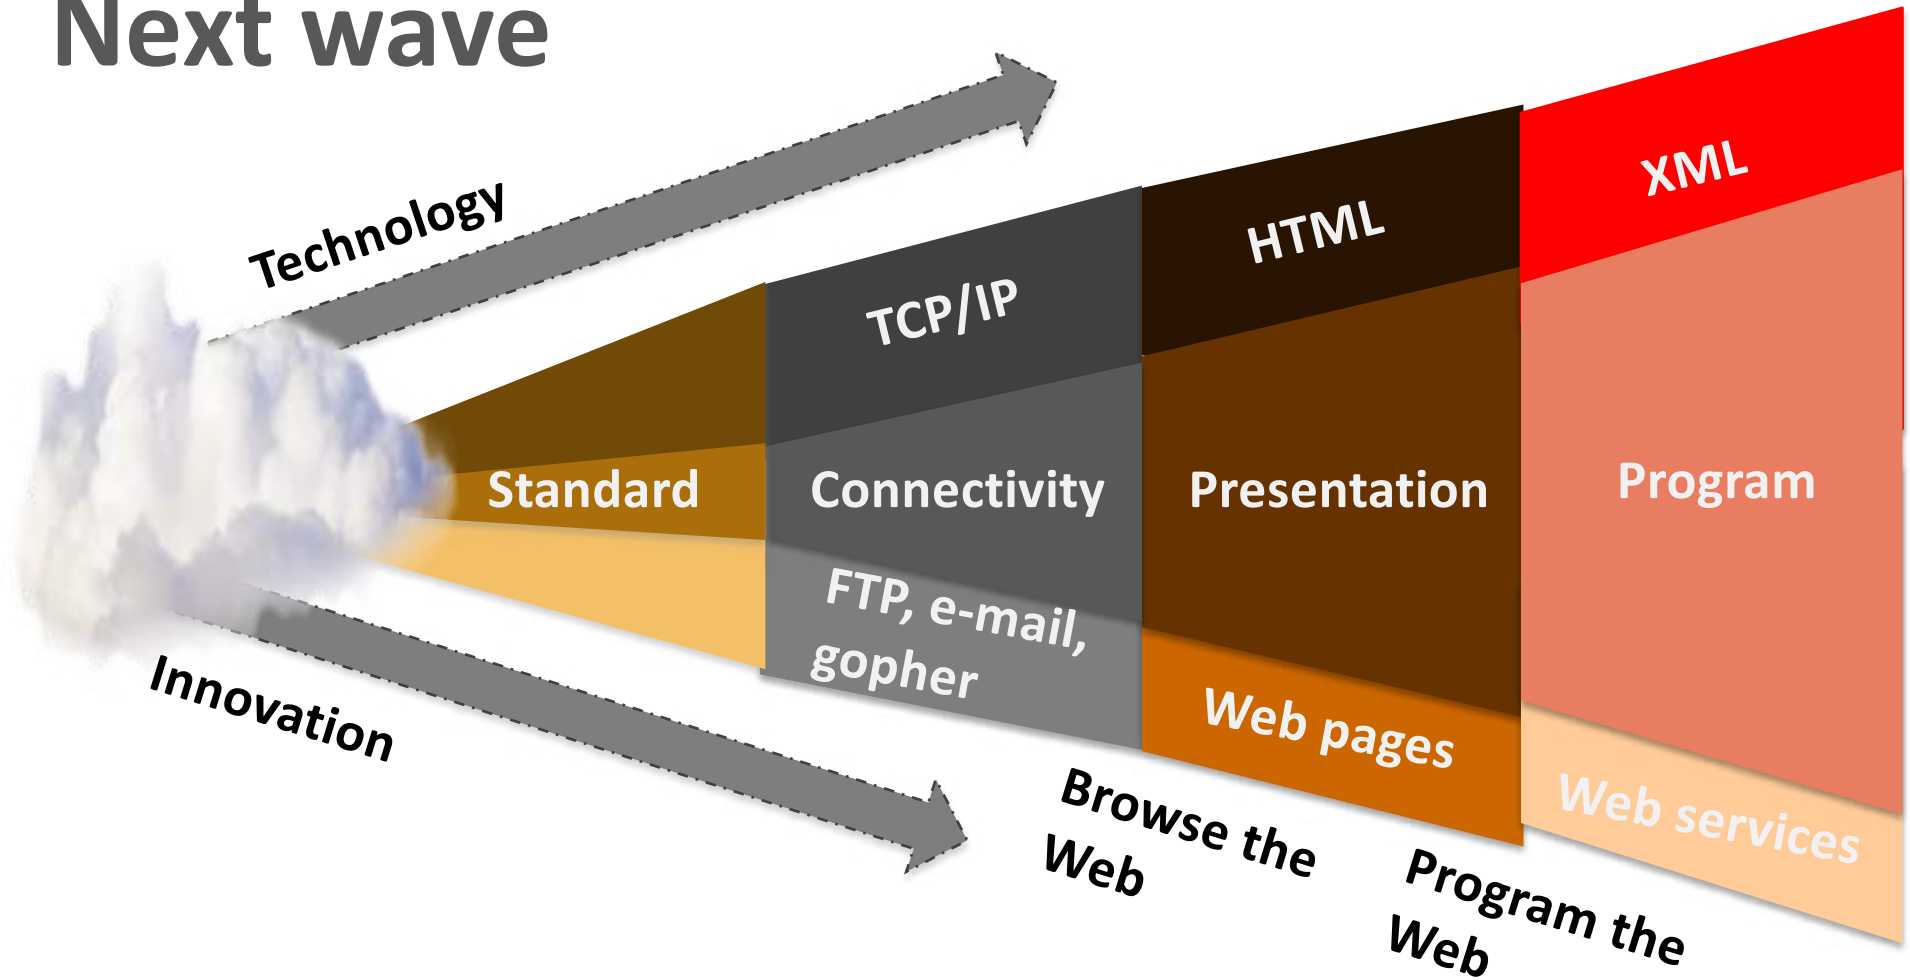 Next wave
Technology
XML
HTML
TCP/IP
Standard
Connectivity
Presentation
Program
FTP, e-mail,
gopher
Web pages
Web services
Innovation
Browse the
Web
Program the
Web